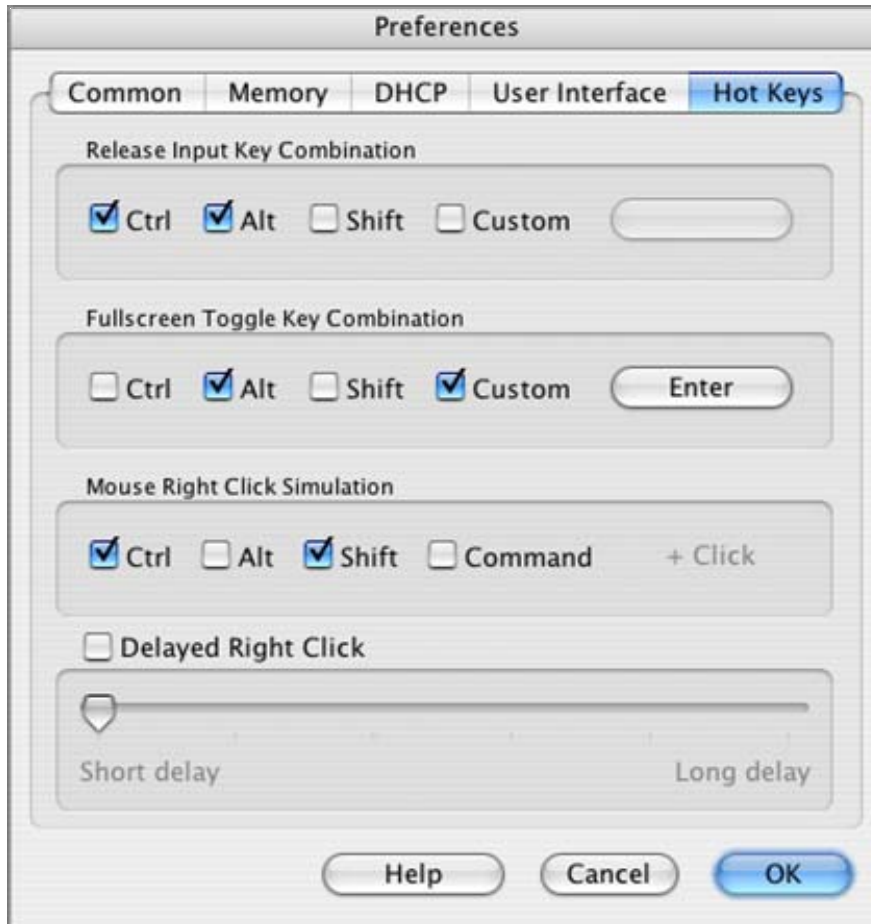 Preferences
Common Memory DHCP User Interface Hot Keys
Release Input Key Combination
Ctrl Alt Shift Custom
Fullscreen Toggle Key Combination
Ctrl Alt Shift Custom Enter
Mouse Right Click Simulation
Ctrl Alt Shift Command + Click
Delayed Right Click
Short delay Long delay
Help Cancel OK